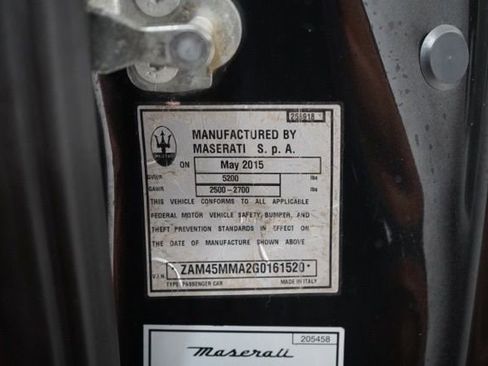 MANUFACTURED BY
MASERATI S. p. A.
MASERATI
ON May 2015
GVWR 5200 lbs
GAWR 2500-2700 lbs
THIS VEHICLE CONFORMS TO ALL APPLICABLE
FEDERAL MOTOR VEHICLE SAFETY, BUMPER, AND
THEFT PREVENTION STANDARDS IN EFFECT ON
THE DATE OF MANUFACTURE SHOWN ABOVE
V.I.N. *ZAM45MMA2G0161520*
TYPE: PASSENGER CAR MADE IN ITALY
205458
Maserati